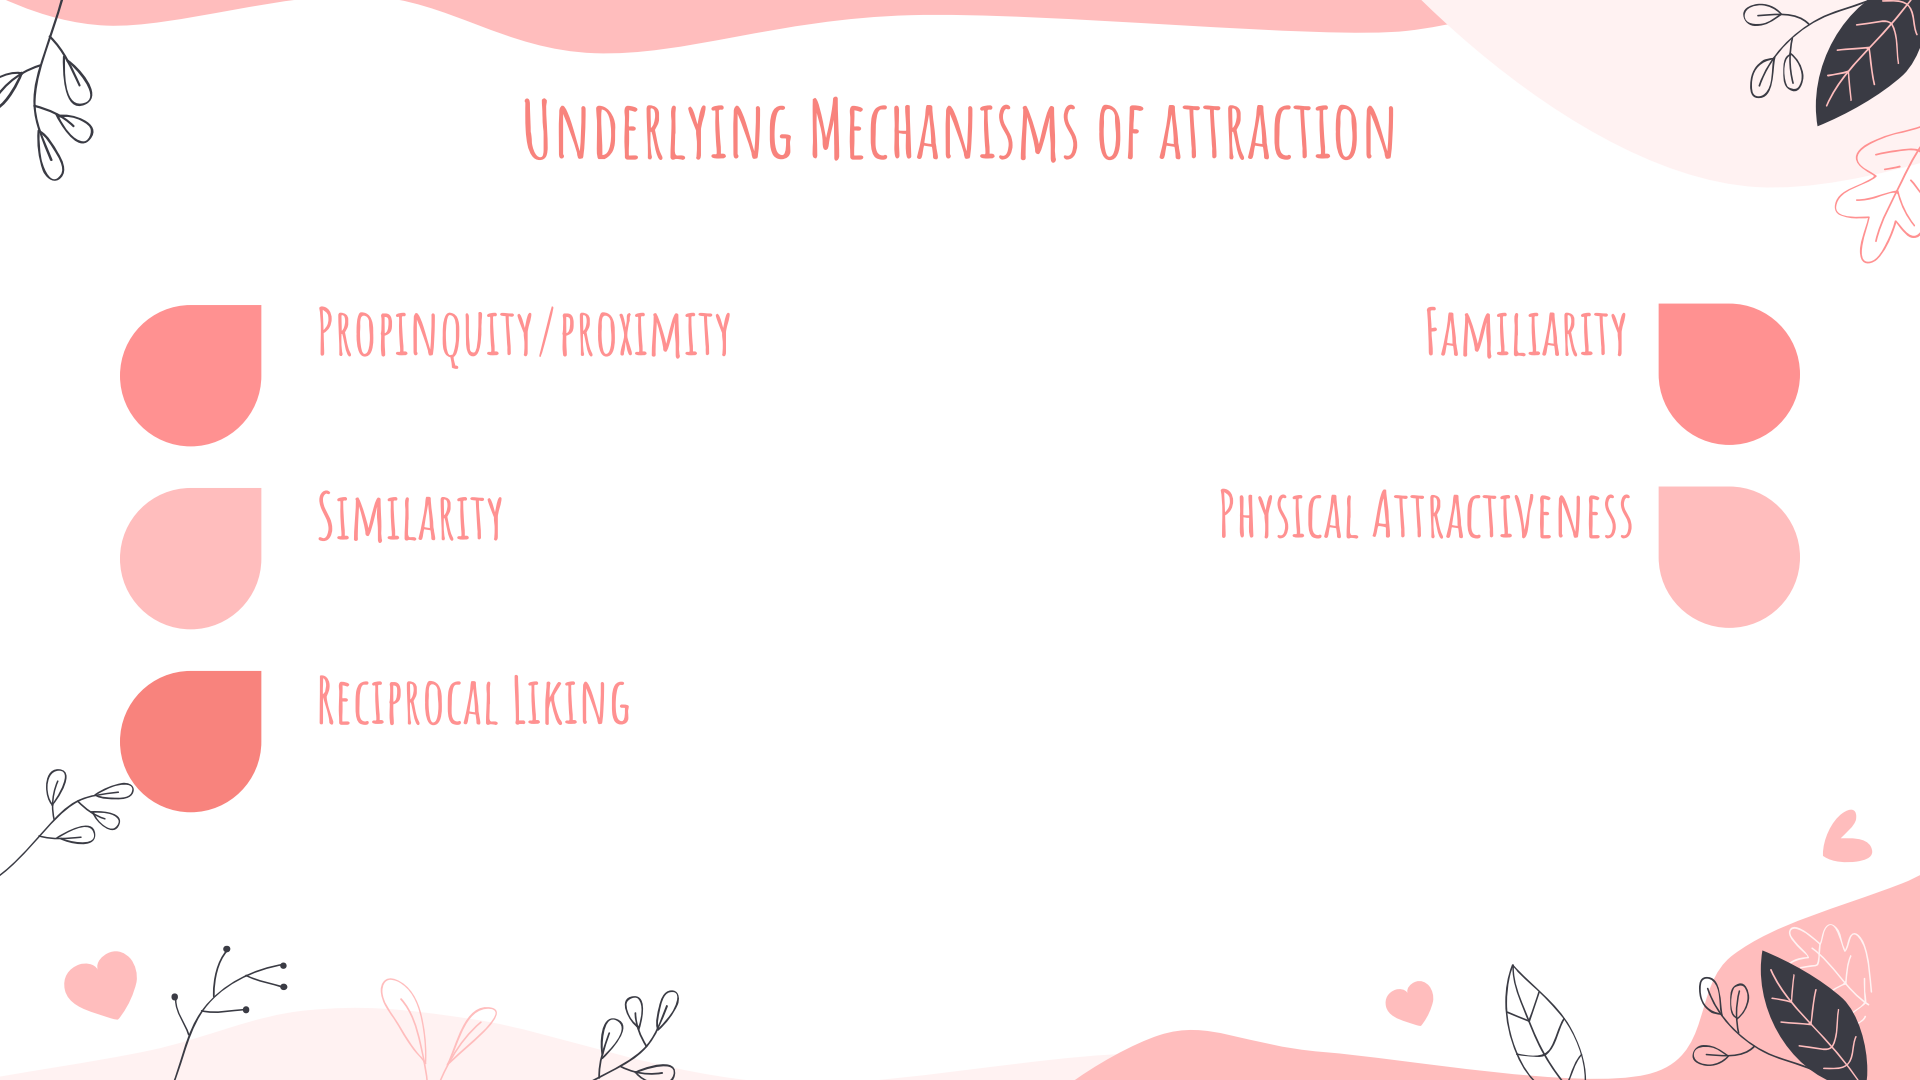 Underlying Mechanisms of attraction
Propinquity/proximity
Familiarity
Similarity
Physical Attractiveness
Reciprocal Liking